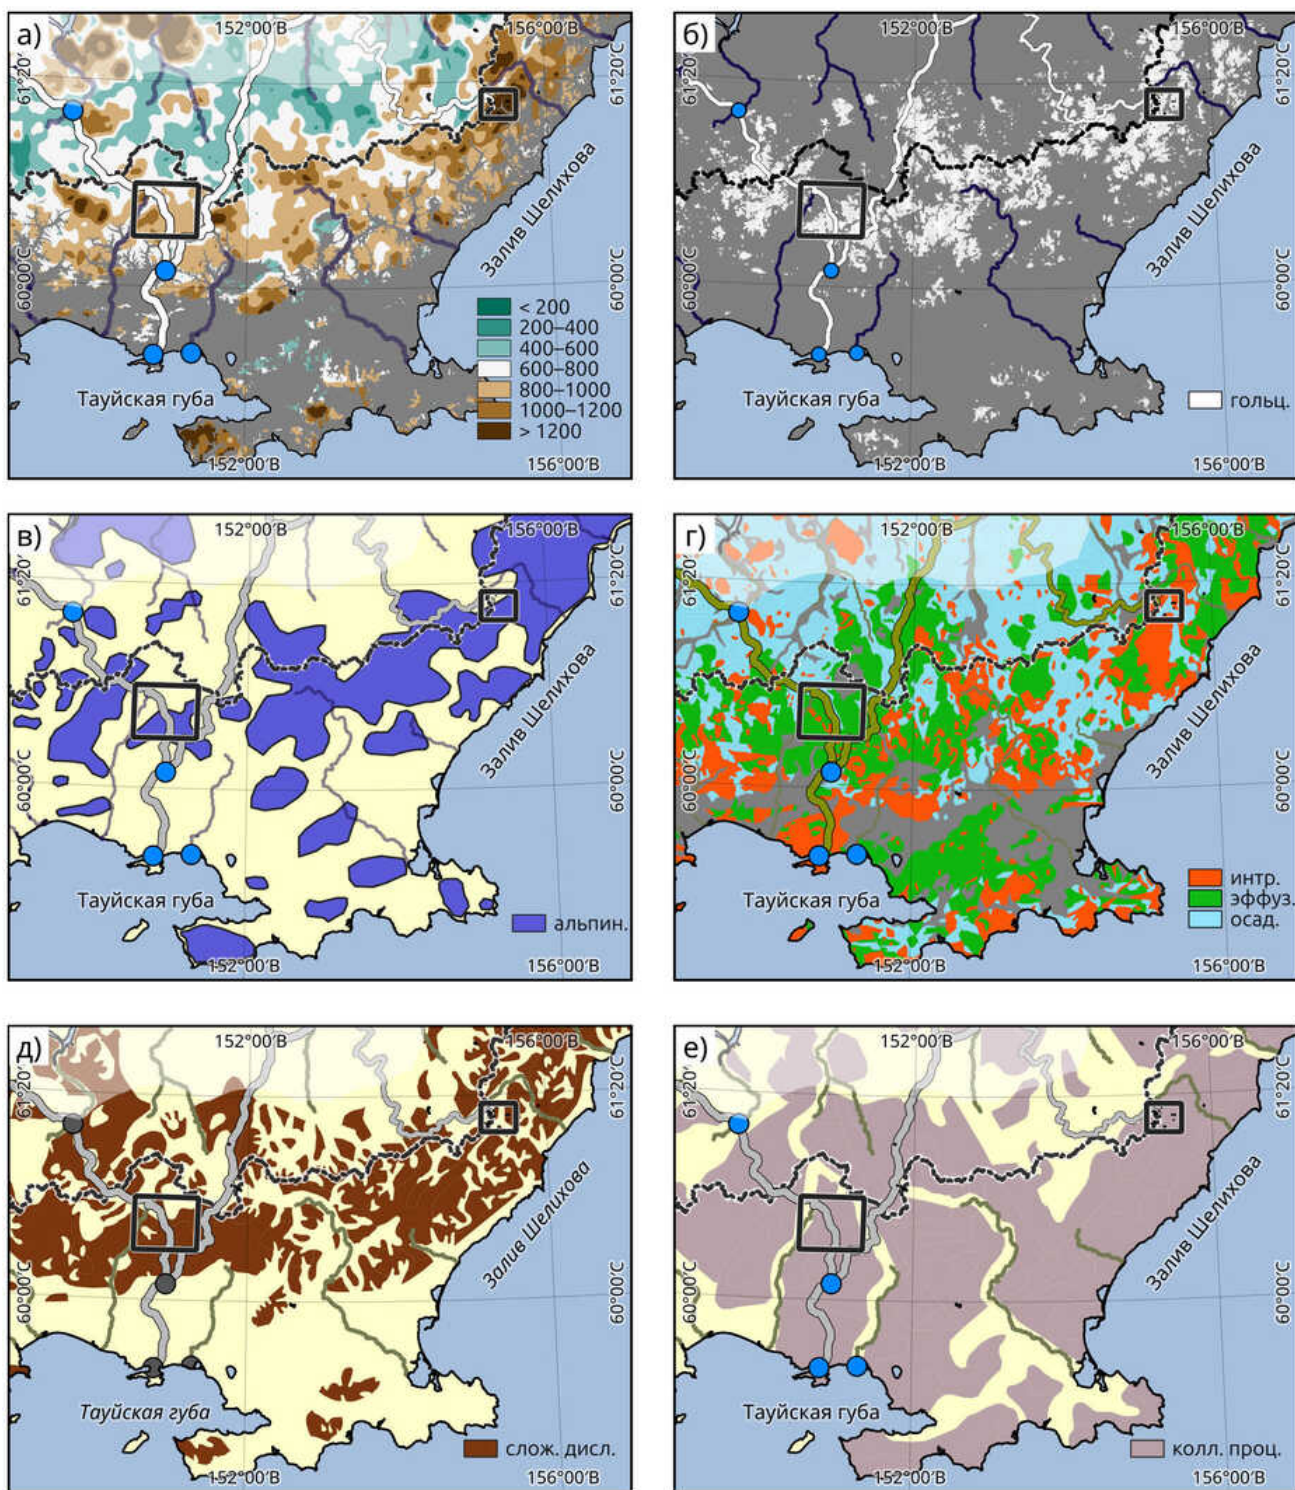 а)
152°00′В
156°00′В
61°20′С
60°00′С
Залив Шелихова
Тауйская губа
< 200
200–400
400–600
600–800
800–1000
1000–1200
> 1200
152°00′В
156°00′В
б)
152°00′В
156°00′В
61°20′С
61°20′С
60°00′С
60°00′С
Залив Шелихова
Тауйская губа
гольц.
152°00′В
156°00′В
в)
152°00′В
156°00′В
61°20′
61°20′С
60°00′С
60°00′С
Залив Шелихова
Тауйская губа
альпин.
152°00′В
156°00′В
г)
152°00′В
156°00′В
61°20′
61°20′С
60°00′С
60°00′С
Залив Шелихова
Тауйская губа
интр.
эффуз.
осад.
152°00′В
156°00′В
д)
152°00′В
156°00′В
61°20′
61°20′С
60°00′С
60°00′С
Залив Шелихова
Тауйская губа
слож. дисл.
152°00′В
156°00′В
е)
152°00′В
156°00′В
61°20′
61°20′С
60°00′С
60°00′С
Залив Шелихова
Тауйская губа
колл. проц.
152°00′В
156°00′В